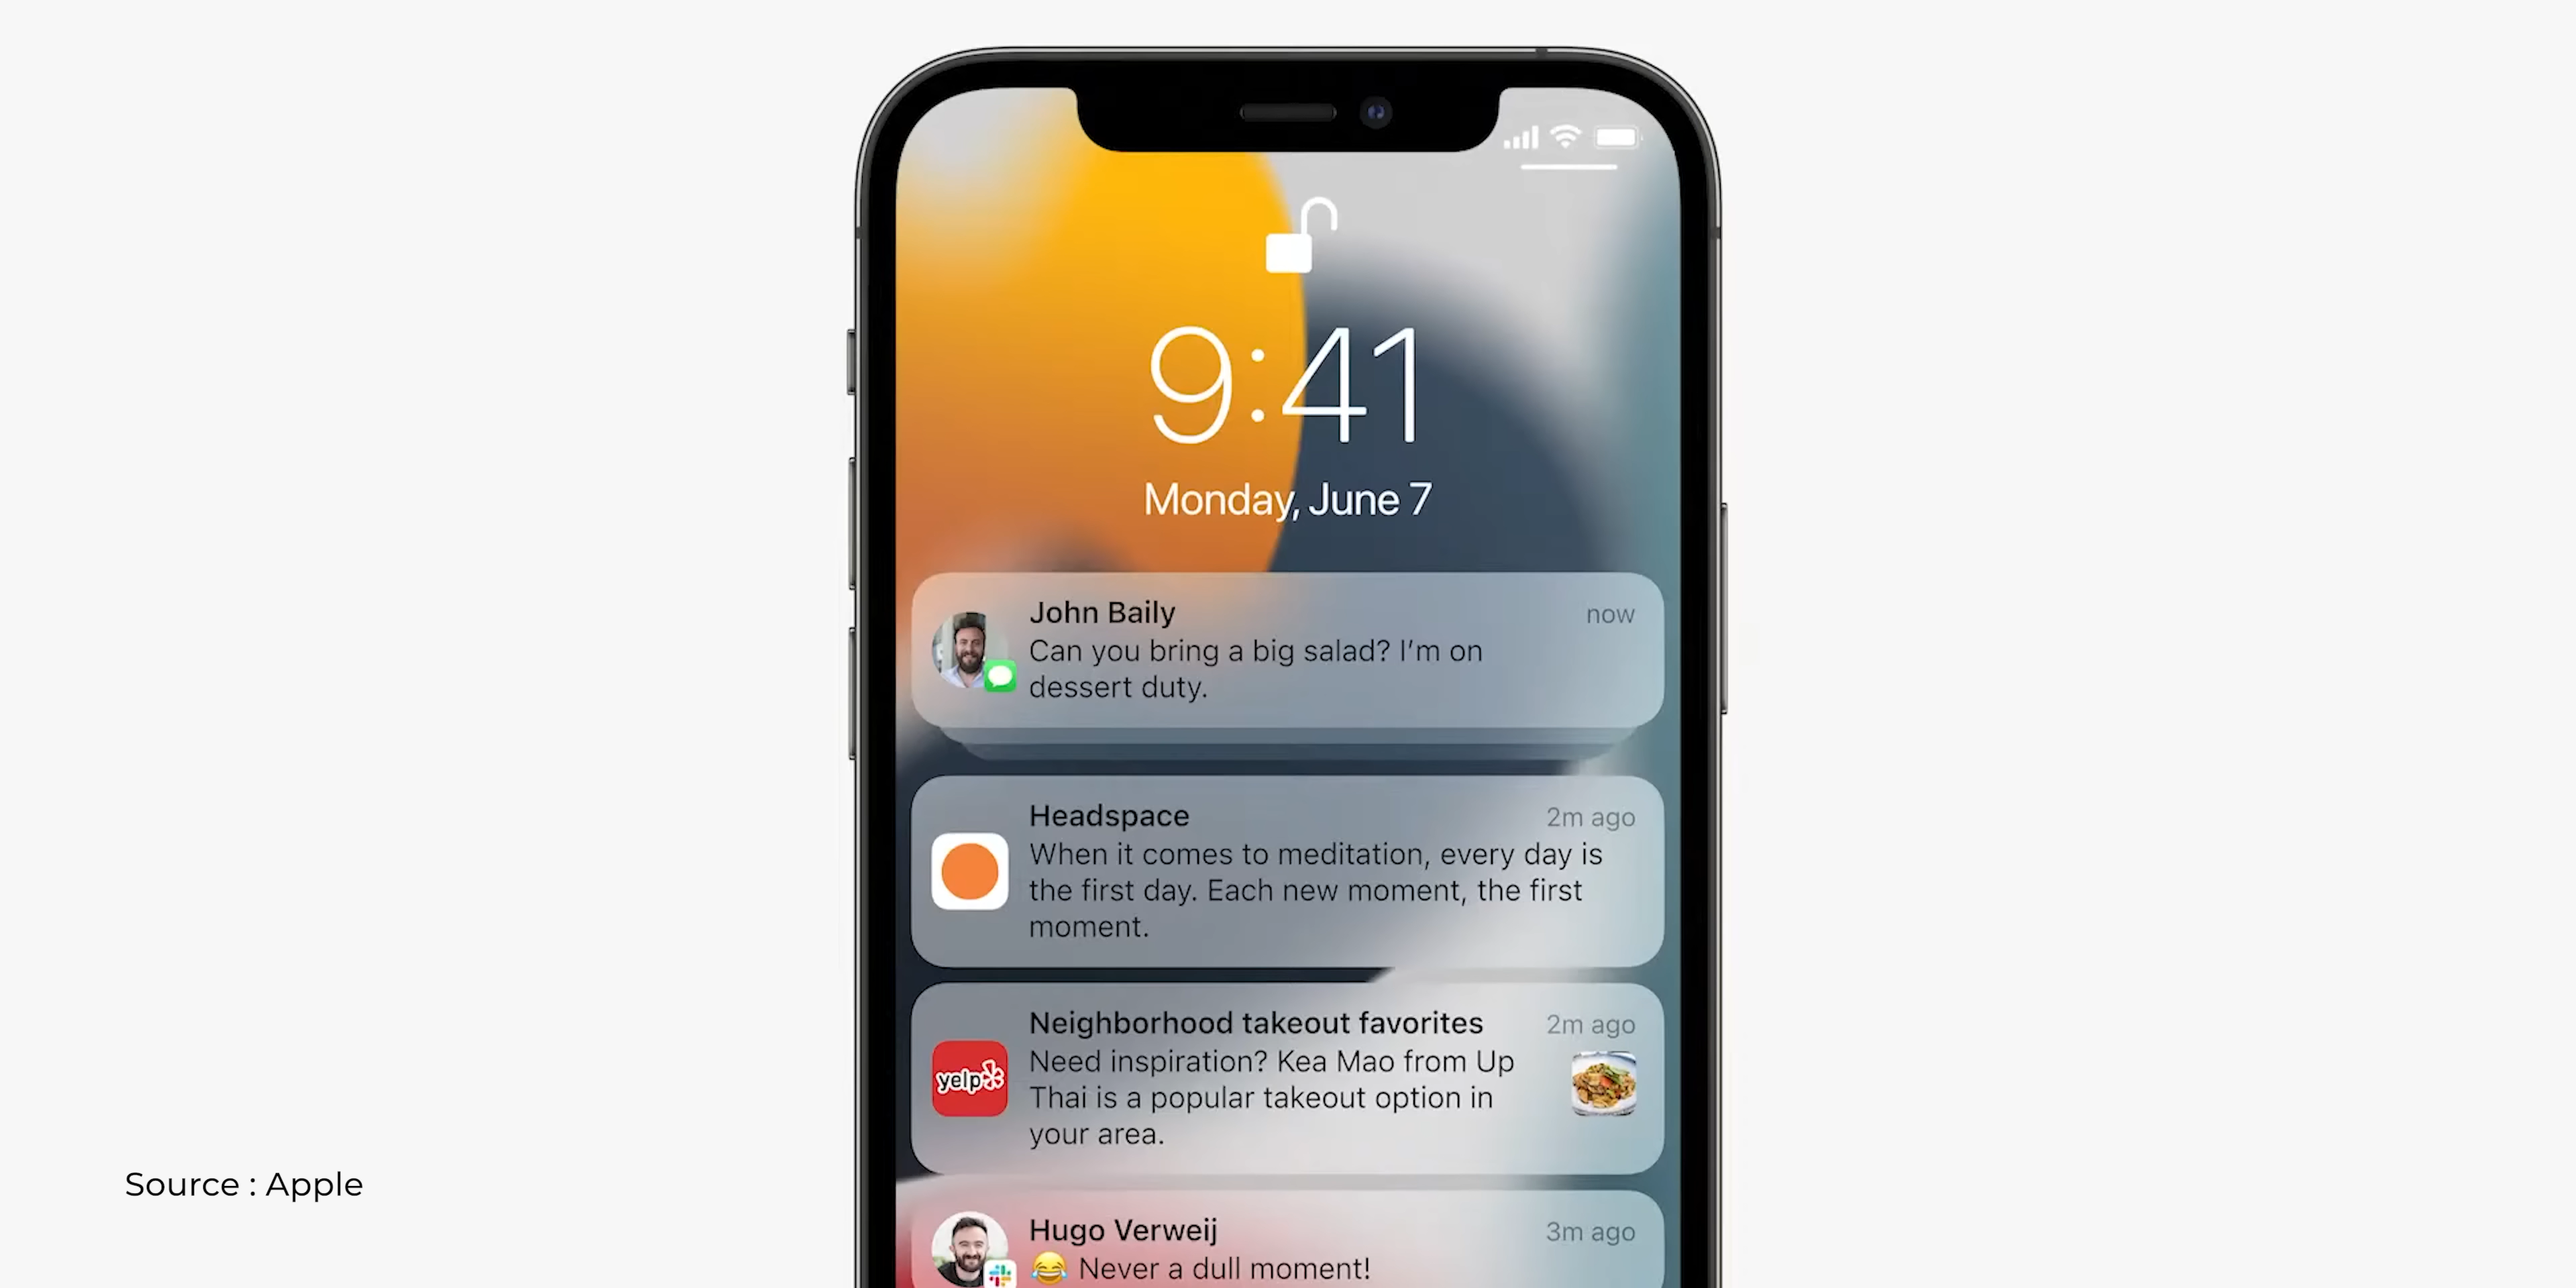 9:41
Monday, June 7
John Baily
now
Can you bring a big salad? I’m on
dessert duty.
Headspace
2m ago
When it comes to meditation, every day is
the first day. Each new moment, the first
moment.
Neighborhood takeout favorites
2m ago
yelp
Need inspiration? Kea Mao from Up
Thai is a popular takeout option in
your area.
Source : Apple
Hugo Verweij
3m ago
😂 Never a dull moment!